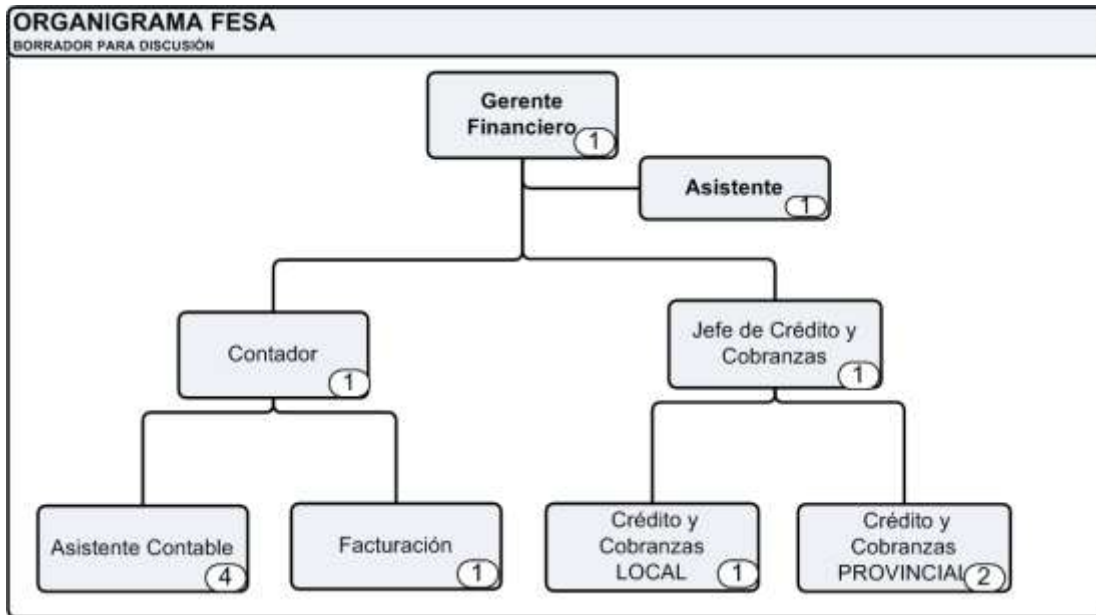 ORGANIGRAMA FESA
BORRADOR PARA DISCUSIÓN
Gerente
Financiero
1
Asistente
1
Contador
1
Jefe de Crédito y
Cobranzas
1
Asistente Contable
4
Facturación
1
Crédito y
Cobranzas
LOCAL
1
Crédito y
Cobranzas
PROVINCIAL
2